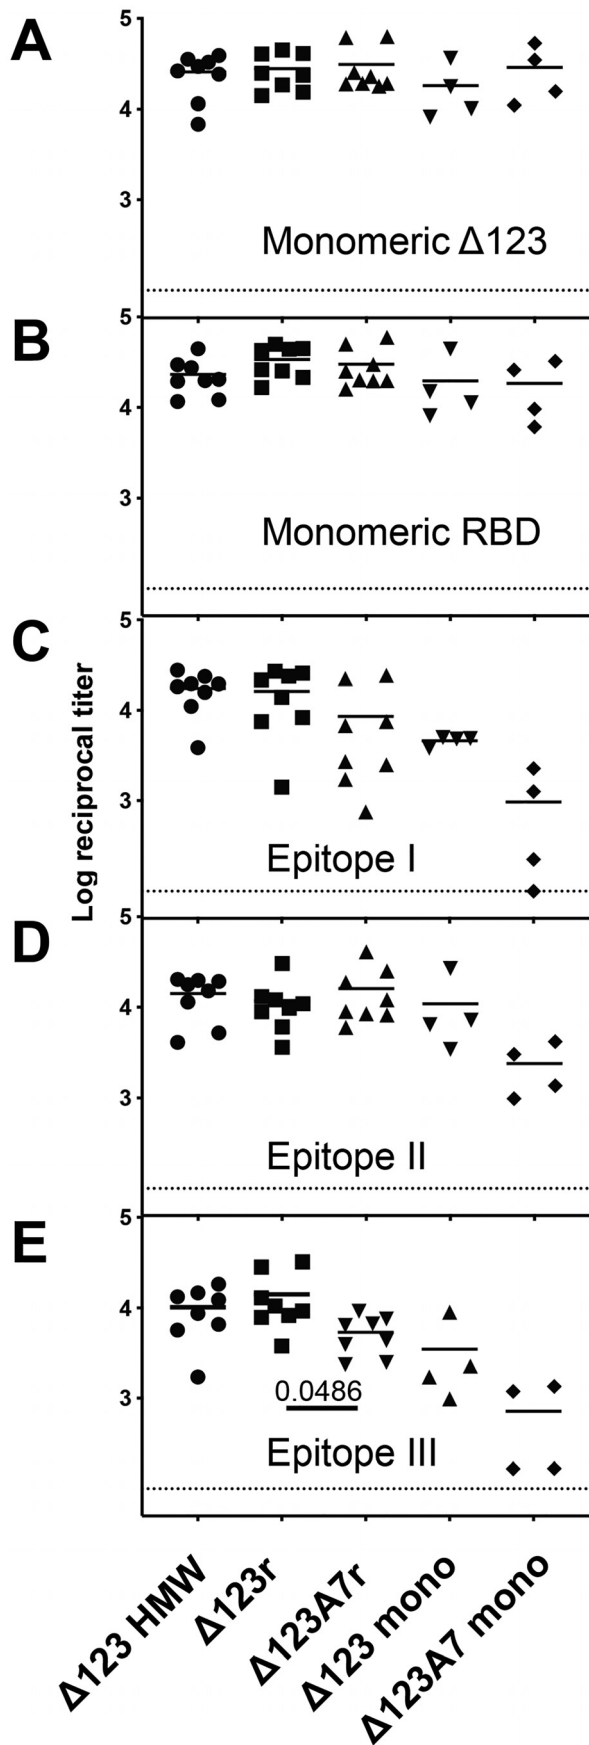 A
5
4
3
Monomeric Δ123
B
5
4
3
Monomeric RBD
C
5
4
3
Log reciprocal titer
Epitope I
D
5
4
3
Epitope II
E
5
4
3
0.0486
Epitope III
Δ123 HMW
Δ123r
Δ123A7r
Δ123 mono
Δ123A7 mono